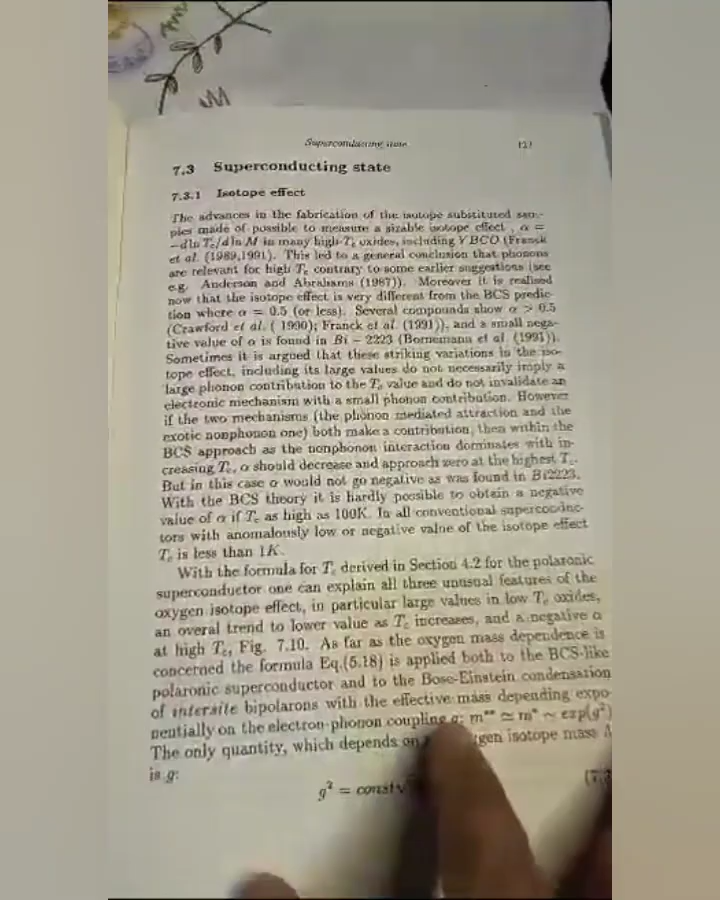 Superconducting state
7.3 Superconducting state
7.3.1 Isotope effect
The advances in the fabrication of the isotope substituted sam-
ples made of possible to measure a sizable isotope effect , α =
−d ln Tc/d ln M in many high-Tc oxides, including YBCO (Franck
et al. (1989,1991). This led to a general conclusion that phonons
are relevant for high Tc contrary to some earlier suggestions (see
e.g. Anderson and Abrahams (1987)). Moreover it is realised
now that the isotope effect is very different from the BCS predic-
tion where α = 0.5 (or less). Several compounds show α > 0.5
(Crawford et al. ( 1990); Franck et al. (1991)), and a small nega-
tive value of α is found in Bi − 2223 (Bornemann et al. (1991)).
Sometimes it is argued that these striking variations in the iso-
tope effect, including its large values do not necessarily imply a
large phonon contribution to the Tc value and do not invalidate an
electronic mechanism with a small phonon contribution. However
if the two mechanisms (the phonon mediated attraction and the
exotic nonphonon one) both make a contribution, then within the
BCS approach as the nonphonon interaction dominates with in-
creasing Tc, α should decrease and approach zero at the highest Tc.
But in this case α would not go negative as was found in Bi2223.
With the BCS theory it is hardly possible to obtain a negative
value of α if Tc as high as 100K. In all conventional superconduc-
tors with anomalously low or negative value of the isotope effect
Tc is less than 1K.
With the formula for Tc derived in Section 4.2 for the polaronic
superconductor one can explain all three unusual features of the
oxygen isotope effect, in particular large values in low Tc oxides,
an overal trend to lower value as Tc increases, and a negative α
at high Tc, Fig. 7.10. As far as the oxygen mass dependence is
concerned the formula Eq.(5.18) is applied both to the BCS-like
polaronic superconductor and to the Bose-Einstein condensation
of intersite bipolarons with the effective mass depending expo-
nentially on the electron-phonon coupling g: m** ≃ m* ~ exp(g²)
The only quantity, which depends on isotope mass
is g:
g² = const